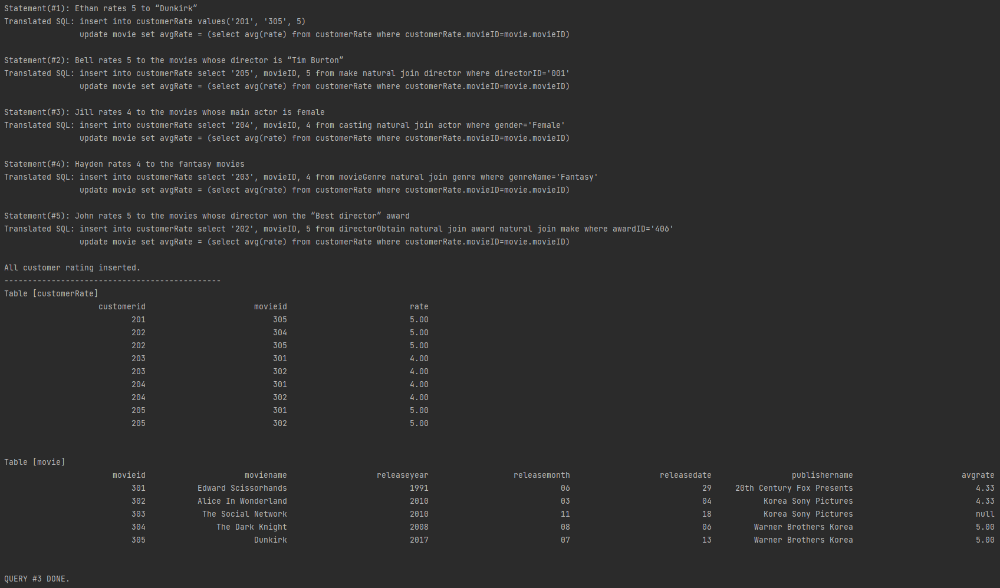 Statement(#1): Ethan rates 5 to “Dunkirk”
Translated SQL: insert into customerRate values('201', '305', 5)
update movie set avgRate = (select avg(rate) from customerRate where customerRate.movieID=movie.movieID)
Statement(#2): Bell rates 5 to the movies whose director is “Tim Burton”
Translated SQL: insert into customerRate select '205', movieID, 5 from make natural join director where directorID='001'
update movie set avgRate = (select avg(rate) from customerRate where customerRate.movieID=movie.movieID)
Statement(#3): Jill rates 4 to the movies whose main actor is female
Translated SQL: insert into customerRate select '204', movieID, 4 from casting natural join actor where gender='Female'
update movie set avgRate = (select avg(rate) from customerRate where customerRate.movieID=movie.movieID)
Statement(#4): Hayden rates 4 to the fantasy movies
Translated SQL: insert into customerRate select '203', movieID, 4 from movieGenre natural join genre where genreName='Fantasy'
update movie set avgRate = (select avg(rate) from customerRate where customerRate.movieID=movie.movieID)
Statement(#5): John rates 5 to the movies whose director won the “Best director” award
Translated SQL: insert into customerRate select '202', movieID, 5 from directorObtain natural join award natural join make where awardID='406'
update movie set avgRate = (select avg(rate) from customerRate where customerRate.movieID=movie.movieID)
All customer rating inserted.
----------------------------------------------
Table [customerRate]
customerid movieid rate
201 305 5.00
202 304 5.00
202 305 5.00
203 301 4.00
203 302 4.00
204 301 4.00
204 302 4.00
205 301 5.00
205 302 5.00
Table [movie]
movieid moviename releaseyear releasemonth releasedate publishername avgrate
301 Edward Scissorhands 1991 06 29 20th Century Fox Presents 4.33
302 Alice In Wonderland 2010 03 04 Korea Sony Pictures 4.33
303 The Social Network 2010 11 18 Korea Sony Pictures null
304 The Dark Knight 2008 08 06 Warner Brothers Korea 5.00
305 Dunkirk 2017 07 13 Warner Brothers Korea 5.00
QUERY #3 DONE.